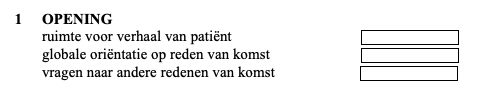 1 OPENING
ruimte voor verhaal van patiënt
globale oriëntatie op reden van komst
vragen naar andere redenen van komst